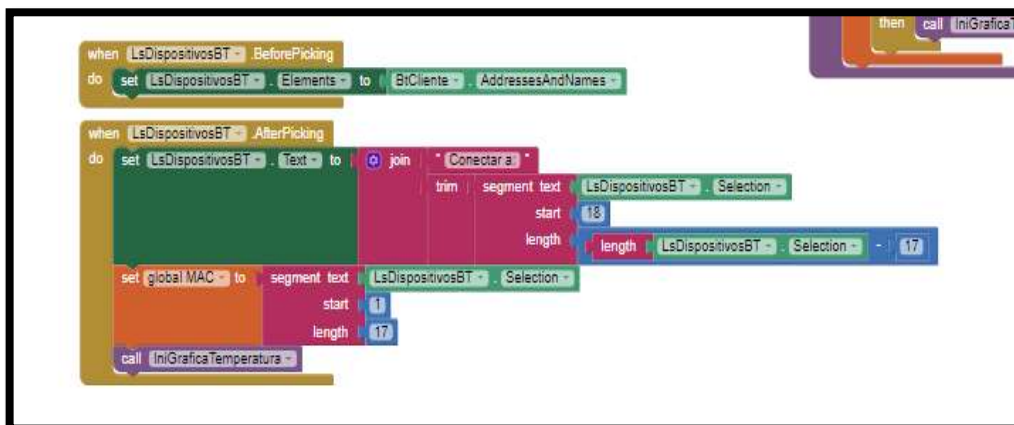 then call IniGraficaT
when LsDispositivosBT .BeforePicking
do set LsDispositivosBT . Elements to BtCliente . AddressesAndNames
when LsDispositivosBT .AfterPicking
do set LsDispositivosBT . Text to join " Conectar a: "
trim segment text LsDispositivosBT . Selection
start 18
length length LsDispositivosBT . Selection - 17
set global MAC to segment text LsDispositivosBT . Selection
start 1
length 17
call IniGraficaTemperatura